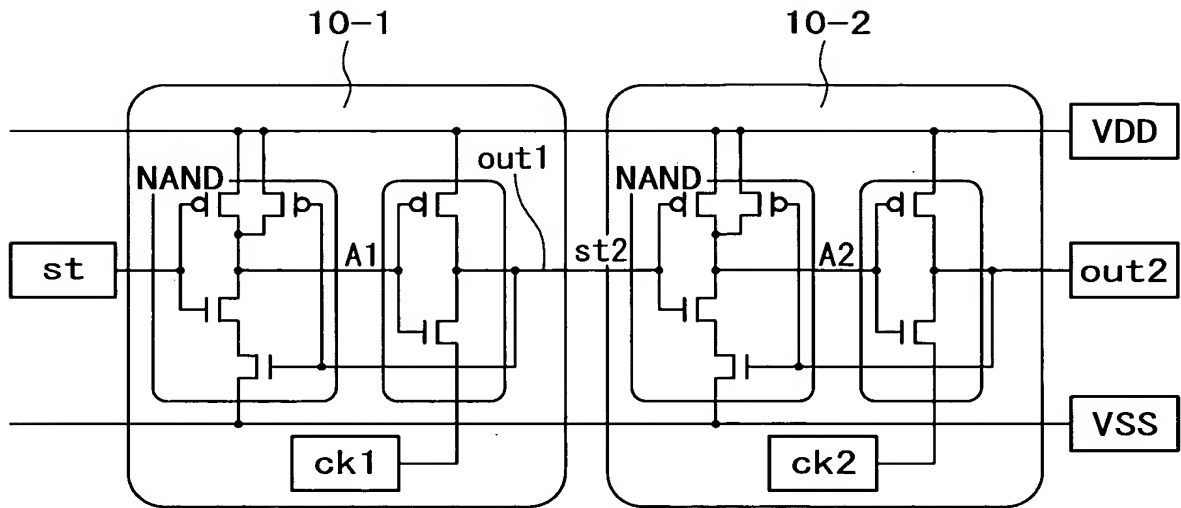 10-1
10-2
VDD
out1
NAND
NAND
st
A1
st2
A2
out2
VSS
ck1
ck2